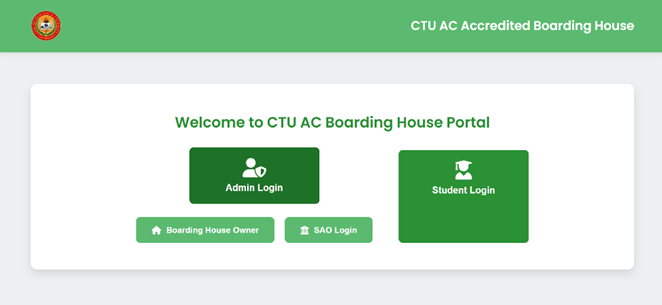 CTU AC Accredited Boarding House
Welcome to CTU AC Boarding House Portal
Admin Login
Student Login
Boarding House Owner
SAO Login